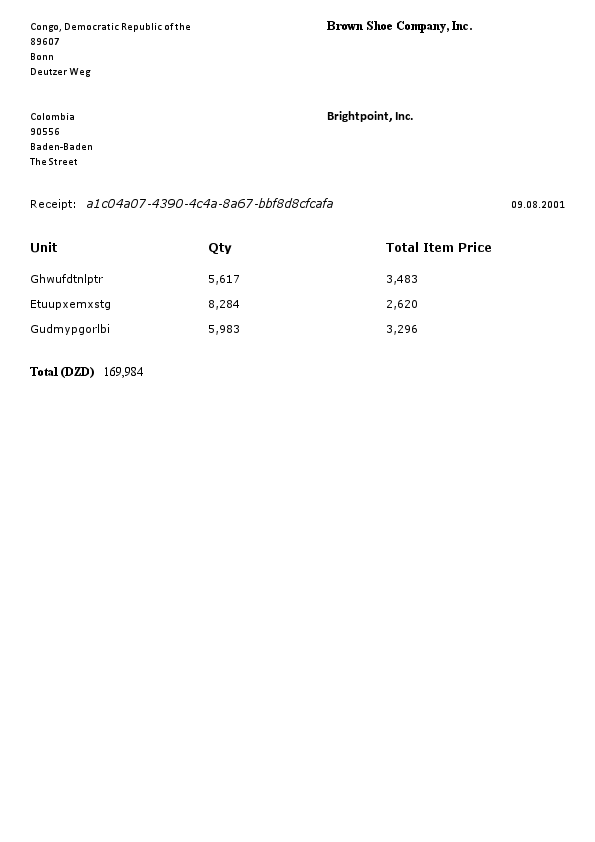 Congo, Democratic Republic of the
Brown Shoe Company, Inc.
89607
Bonn
Deutzer Weg
Colombia
Brightpoint, Inc.
90556
Baden-Baden
The Street
Receipt: a1c04a07-4390-4c4a-8a67-bbf8d8cfcafa 09.08.2001
Unit Qty Total Item Price
Ghwufdtnlptr 5,617 3,483
Etuupxemxstg 8,284 2,620
Gudmypgorlbi 5,983 3,296
Total (DZD) 169,984